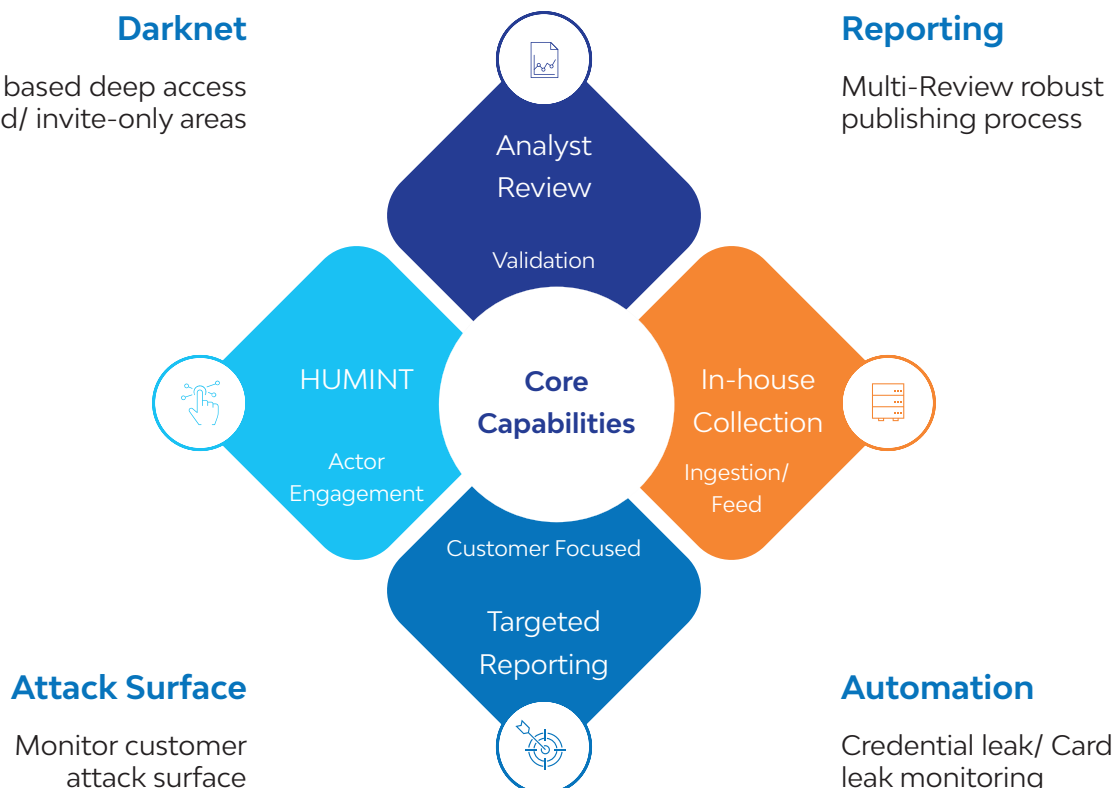 Darknet
based deep access
d/ invite-only areas
Reporting
Multi-Review robust
publishing process
Analyst
Review
Validation
HUMINT
Actor
Engagement
Core
Capabilities
In-house
Collection
Ingestion/
Feed
Customer Focused
Targeted
Reporting
Attack Surface
Monitor customer
attack surface
Automation
Credential leak/ Card
leak monitoring